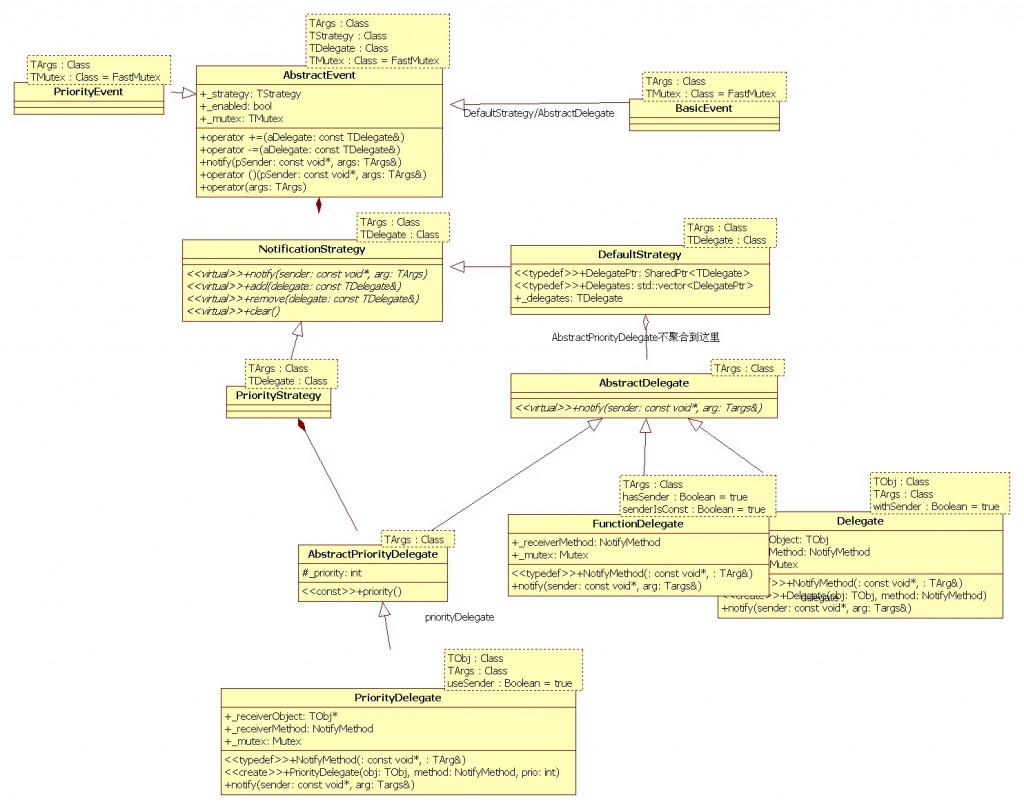 TArgs : Class
TStrategy : Class
TDelegate : Class
TMutex : Class = FastMutex
AbstractEvent
+_strategy: TStrategy
+_enabled: bool
+_mutex: TMutex
+operator +=(aDelegate: const TDelegate&)
+operator -=(aDelegate: const TDelegate&)
+notify(pSender: const void*, args: TArgs&)
+operator ()(pSender: const void*, args: TArgs&)
+operator(args: TArgs)
TArgs : Class
TMutex : Class = FastMutex
PriorityEvent
TArgs : Class
TMutex : Class = FastMutex
BasicEvent
DefaultStrategy/AbstractDelegate
TArgs : Class
TDelegate : Class
NotificationStrategy
<<virtual>>+notify(sender: const void*, arg: TArgs)
<<virtual>>+add(delegate: const TDelegate&)
<<virtual>>+remove(delegate: const TDelegate&)
<<virtual>>+clear()
TArgs : Class
TDelegate : Class
DefaultStrategy
<<typedef>>+DelegatePtr: SharedPtr<TDelegate>
<<typedef>>+Delegates: std::vector<DelegatePtr>
+_delegates: TDelegate
AbstractPriorityDelegate不聚合到这里
TArgs : Class
TDelegate : Class
PriorityStrategy
TArgs : Class
AbstractDelegate
<<virtual>>+notify(sender: const void*, arg: Targs&)
TArgs : Class
hasSender : Boolean = true
senderIsConst : Boolean = true
FunctionDelegate
+_receiverMethod: NotifyMethod
+_mutex: Mutex
<<typedef>>+NotifyMethod(: const void*, : TArg&)
+notify(sender: const void*, arg: Targs&)
TObj : Class
TArgs : Class
withSender : Boolean = true
Delegate
Object: TObj
Method: NotifyMethod
Mutex
>>+NotifyMethod(: const void*, : TArg&)
<<create>>+Delegate(obj: TObj, method: NotifyMethod)
delegate
+notify(sender: const void*, arg: Targs&)
TArgs : Class
AbstractPriorityDelegate
#_priority: int
<<const>>+priority()
priorityDelegate
TObj : Class
TArgs : Class
useSender : Boolean = true
PriorityDelegate
+_receiverObject: TObj*
+_receiverMethod: NotifyMethod
+_mutex: Mutex
<<typedef>>+NotifyMethod(: const void*, : TArg&)
<<create>>+PriorityDelegate(obj: TObj, method: NotifyMethod, prio: int)
+notify(sender: const void*, arg: Targs&)